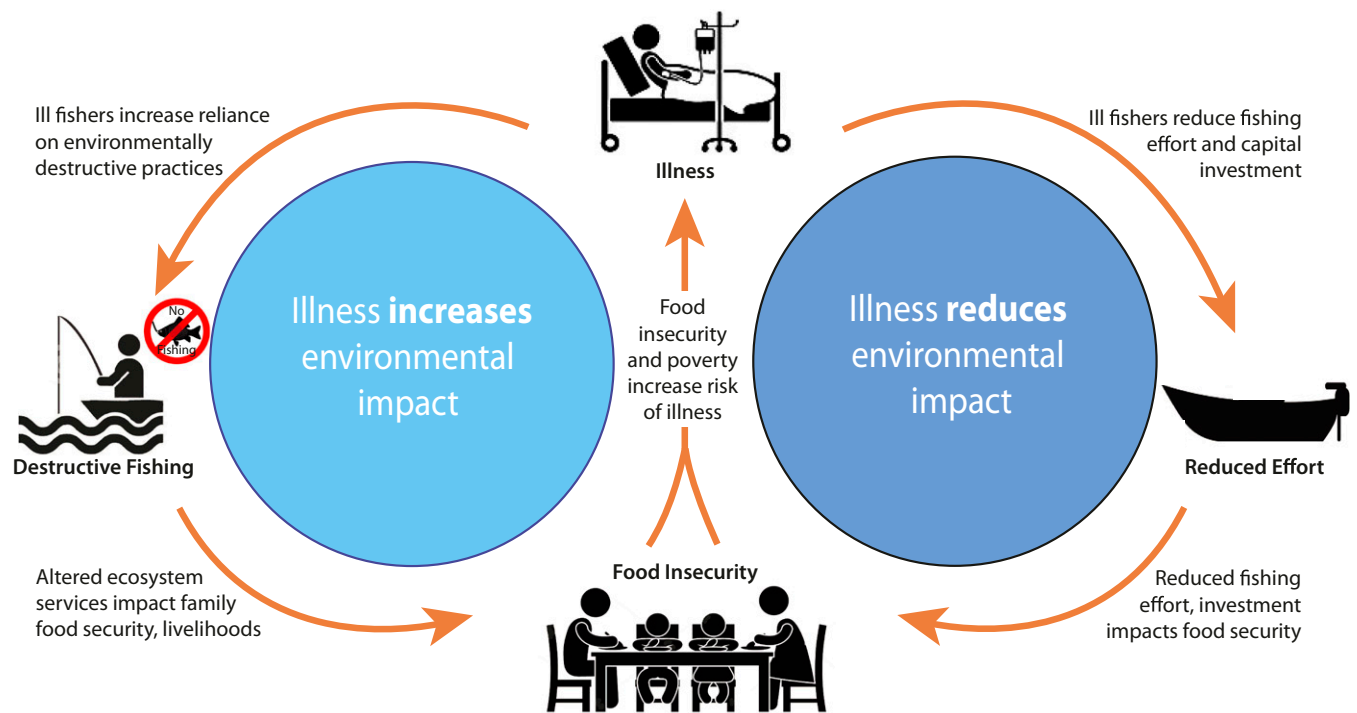 Illness
Ill fishers increase reliance
on environmentally
destructive practices
Ill fishers reduce fishing
effort and capital
investment
Illness increases
environmental
impact
Food
insecurity
and poverty
increase risk
of illness
Illness reduces
environmental
impact
No
Fishing
Destructive Fishing
Reduced Effort
Altered ecosystem
services impact family
food security, livelihoods
Food Insecurity
Reduced fishing
effort, investment
impacts food security